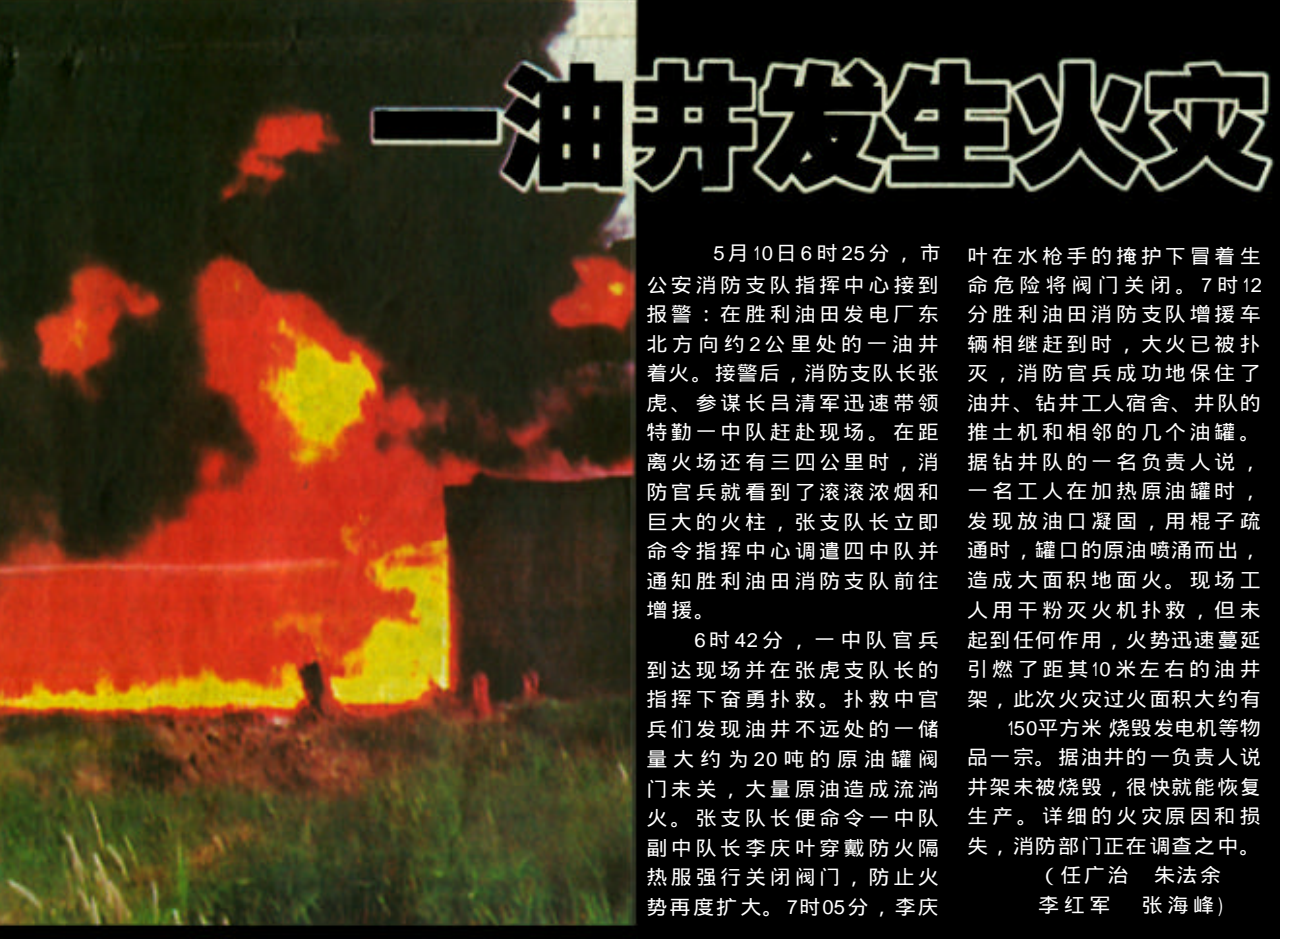 一油井发生火灾
5月10日6时25分，市
公安消防支队指挥中心接到
报警：在胜利油田发电厂东
北方向约2公里处的一油井
着火。接警后，消防支队长张
虎、参谋长吕清军迅速带领
特勤一中队赶赴现场。在距
离火场还有三四公里时，消
防官兵就看到了滚滚浓烟和
巨大的火柱，张支队长立即
命令指挥中心调遣四中队并
通知胜利油田消防支队前往
增援。
6时42分，一中队官兵
到达现场并在张虎支队长的
指挥下奋勇扑救。扑救中官
兵们发现油井不远处的一储
量大约为20吨的原油罐阀
门未关，大量原油造成流淌
火。张支队长便命令一中队
副中队长李庆叶穿戴防火隔
热服强行关闭阀门，防止火
势再度扩大。7时05分，李庆
叶在水枪手的掩护下冒着生
命危险将阀门关闭。7时12
分胜利油田消防支队增援车
辆相继赶到时，大火已被扑
灭，消防官兵成功地保住了
油井、钻井工人宿舍、井队的
推土机和相邻的几个油罐。
据钻井队的一名负责人说，
一名工人在加热原油罐时，
发现放油口凝固，用棍子疏
通时，罐口的原油喷涌而出，
造成大面积地面火。现场工
人用干粉灭火机扑救，但未
起到任何作用，火势迅速蔓延
引燃了距其10米左右的油井
架，此次火灾过火面积大约有
150平方米 烧毁发电机等物
品一宗。据油井的一负责人说
井架未被烧毁，很快就能恢复
生产。详细的火灾原因和损
失，消防部门正在调查之中。
（任广治 朱法余
李红军 张海峰）